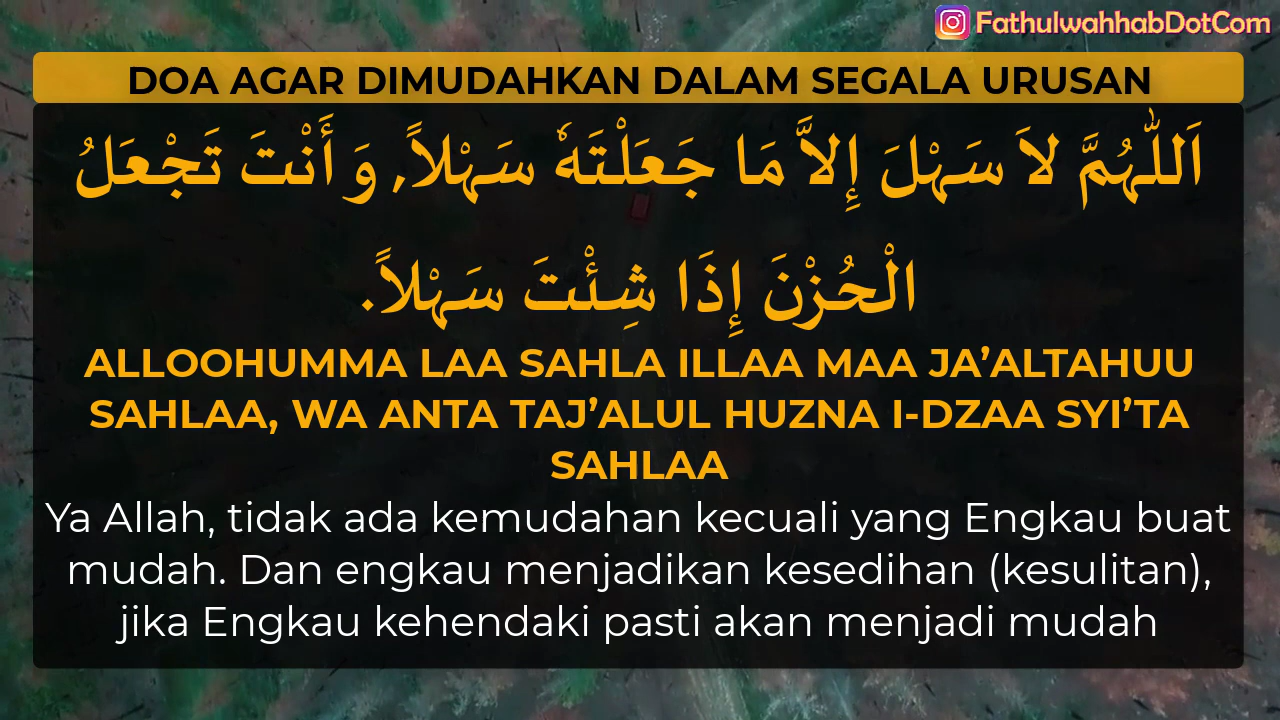 FathulwahhabDotCom
DOA AGAR DIMUDAHKAN DALAM SEGALA URUSAN
اَللّٰهُمَّ لاَ سَهْلَ إِلاَّ مَا جَعَلْتَهٗ سَهْلاً, وَ أَنْتَ تَجْعَلُ
الْحُزْنَ إِذَا شِئْتَ سَهْلاً.
ALLOOHUMMA LAA SAHLA ILLAA MAA JA’ALTAHUU
SAHLAA, WA ANTA TAJ’ALUL HUZNA I-DZAA SYI’TA
SAHLAA
Ya Allah, tidak ada kemudahan kecuali yang Engkau buat
mudah. Dan engkau menjadikan kesedihan (kesulitan),
jika Engkau kehendaki pasti akan menjadi mudah